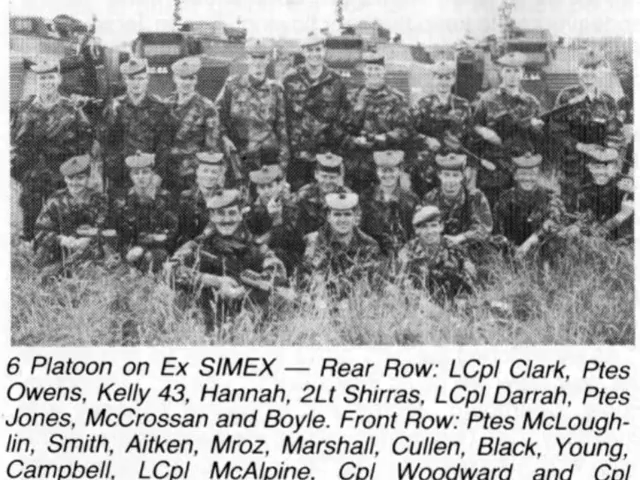 6 Platoon on Ex SIMEX — Rear Row: LCpl Clark, Ptes
Owens, Kelly 43, Hannah, 2Lt Shirras, LCpl Darrah, Ptes
Jones, McCrossan and Boyle. Front Row: Ptes McLough-
lin, Smith, Aitken, Mroz, Marshall, Cullen, Black, Young,
Campbell, LCpl McAlpine, Cpl Woodward and Cpl